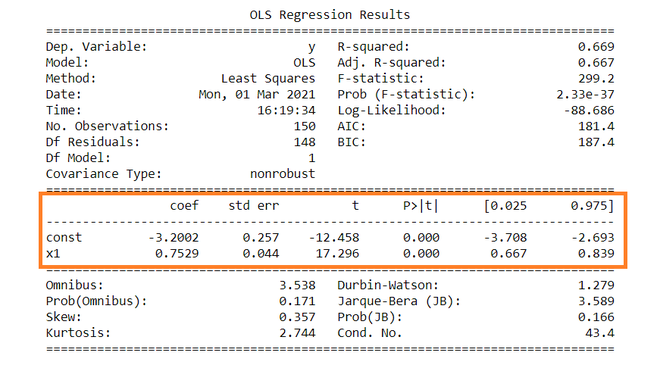 OLS Regression Results
==============================================================================
Dep. Variable:                      y   R-squared:                       0.669
Model:                            OLS   Adj. R-squared:                  0.667
Method:                 Least Squares   F-statistic:                     299.2
Date:                Mon, 01 Mar 2021   Prob (F-statistic):           2.33e-37
Time:                        16:19:34   Log-Likelihood:                -88.686
No. Observations:                 150   AIC:                             181.4
Df Residuals:                     148   BIC:                             187.4
Df Model:                           1
Covariance Type:            nonrobust
==============================================================================
                 coef    std err          t      P>|t|      [0.025      0.975]
------------------------------------------------------------------------------
const         -3.2002      0.257    -12.458      0.000      -3.708      -2.693
x1             0.7529      0.044     17.296      0.000       0.667       0.839
==============================================================================
Omnibus:                        3.538   Durbin-Watson:                   1.279
Prob(Omnibus):                  0.171   Jarque-Bera (JB):                3.589
Skew:                           0.357   Prob(JB):                        0.166
Kurtosis:                       2.744   Cond. No.                         43.4
==============================================================================